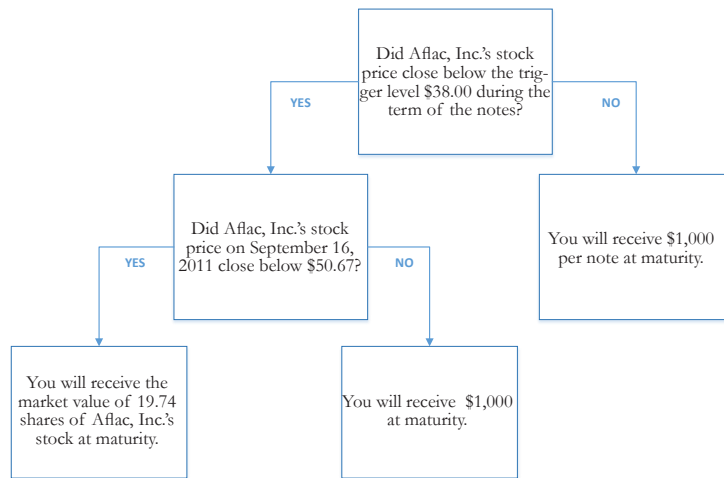 Did Aflac, Inc.'s stock
price close below the trig-
ger level $38.00 during the
term of the notes?
YES
NO
Did Aflac, Inc.'s stock
price on September 16,
2011 close below $50.67?
You will receive $1,000
per note at maturity.
YES
NO
You will receive the
market value of 19.74
shares of Aflac, Inc.'s
stock at maturity.
You will receive $1,000
at maturity.